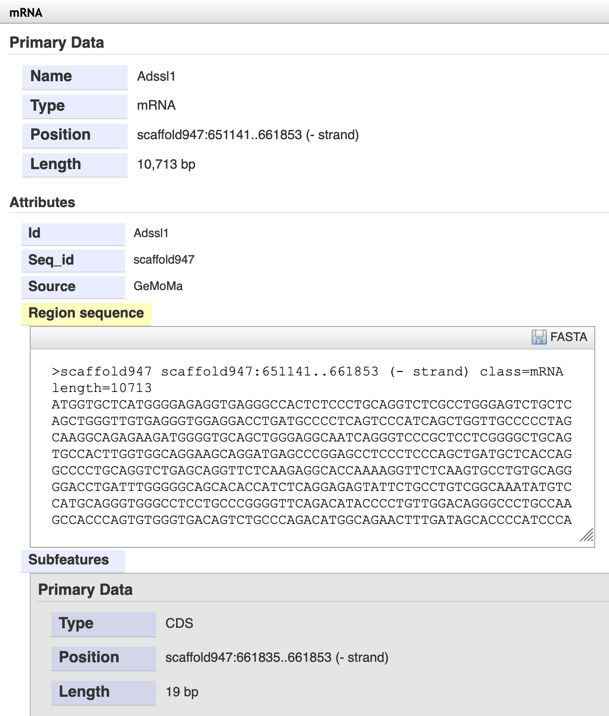 mRNA
Primary Data
Name Adssl1
Type mRNA
Position scaffold947:651141..661853 (- strand)
Length 10,713 bp
Attributes
Id Adssl1
Seq_id scaffold947
Source GeMoMa
Region sequence
FASTA
>scaffold947 scaffold947:651141..661853 (- strand) class=mRNA
length=10713
ATGGTGCTCATGGGGAGAGGTGAGGGCCACTCTCCCTGCAGGTCTCGCCTGGGAGTCTGCTC
AGCTGGGTTGTGAGGGTGGAGGACCTGATGCCCCTCAGTCCCATCAGCTGGTTGCCCCCTAG
CAAGGCAGAGAAGATGGGGTGCAGCTGGGAGGCAATCAGGGTCCCGCTCCTCGGGGCTGCAG
TGCCACTTGGTGGCAGGAAGCAGGATGAGCCCGGAGCCTCCCTCCCAGCTGATGCTCACCAG
GCCCCTGCAGGTCTGAGCAGGTTCTCAAGAGGCACCAAAAGGTTCTCAAGTGCCTGTGCAGG
GGACCTGATTTGGGGGCAGCACACCATCTCAGGAGAGTATTCTGCCTGTCGGCAAATATGTC
CATGCAGGGTGGGCCTCCTGCCCGGGGTTCAGACATACCCCTGTTGGACAGGGCCCTGCCAA
GCCACCCAGTGTGGGTGACAGTCTGCCCAGACATGGCAGAACTTTGATAGCACCCCATCCCA
Subfeatures
Primary Data
Type CDS
Position scaffold947:661835..661853 (- strand)
Length 19 bp